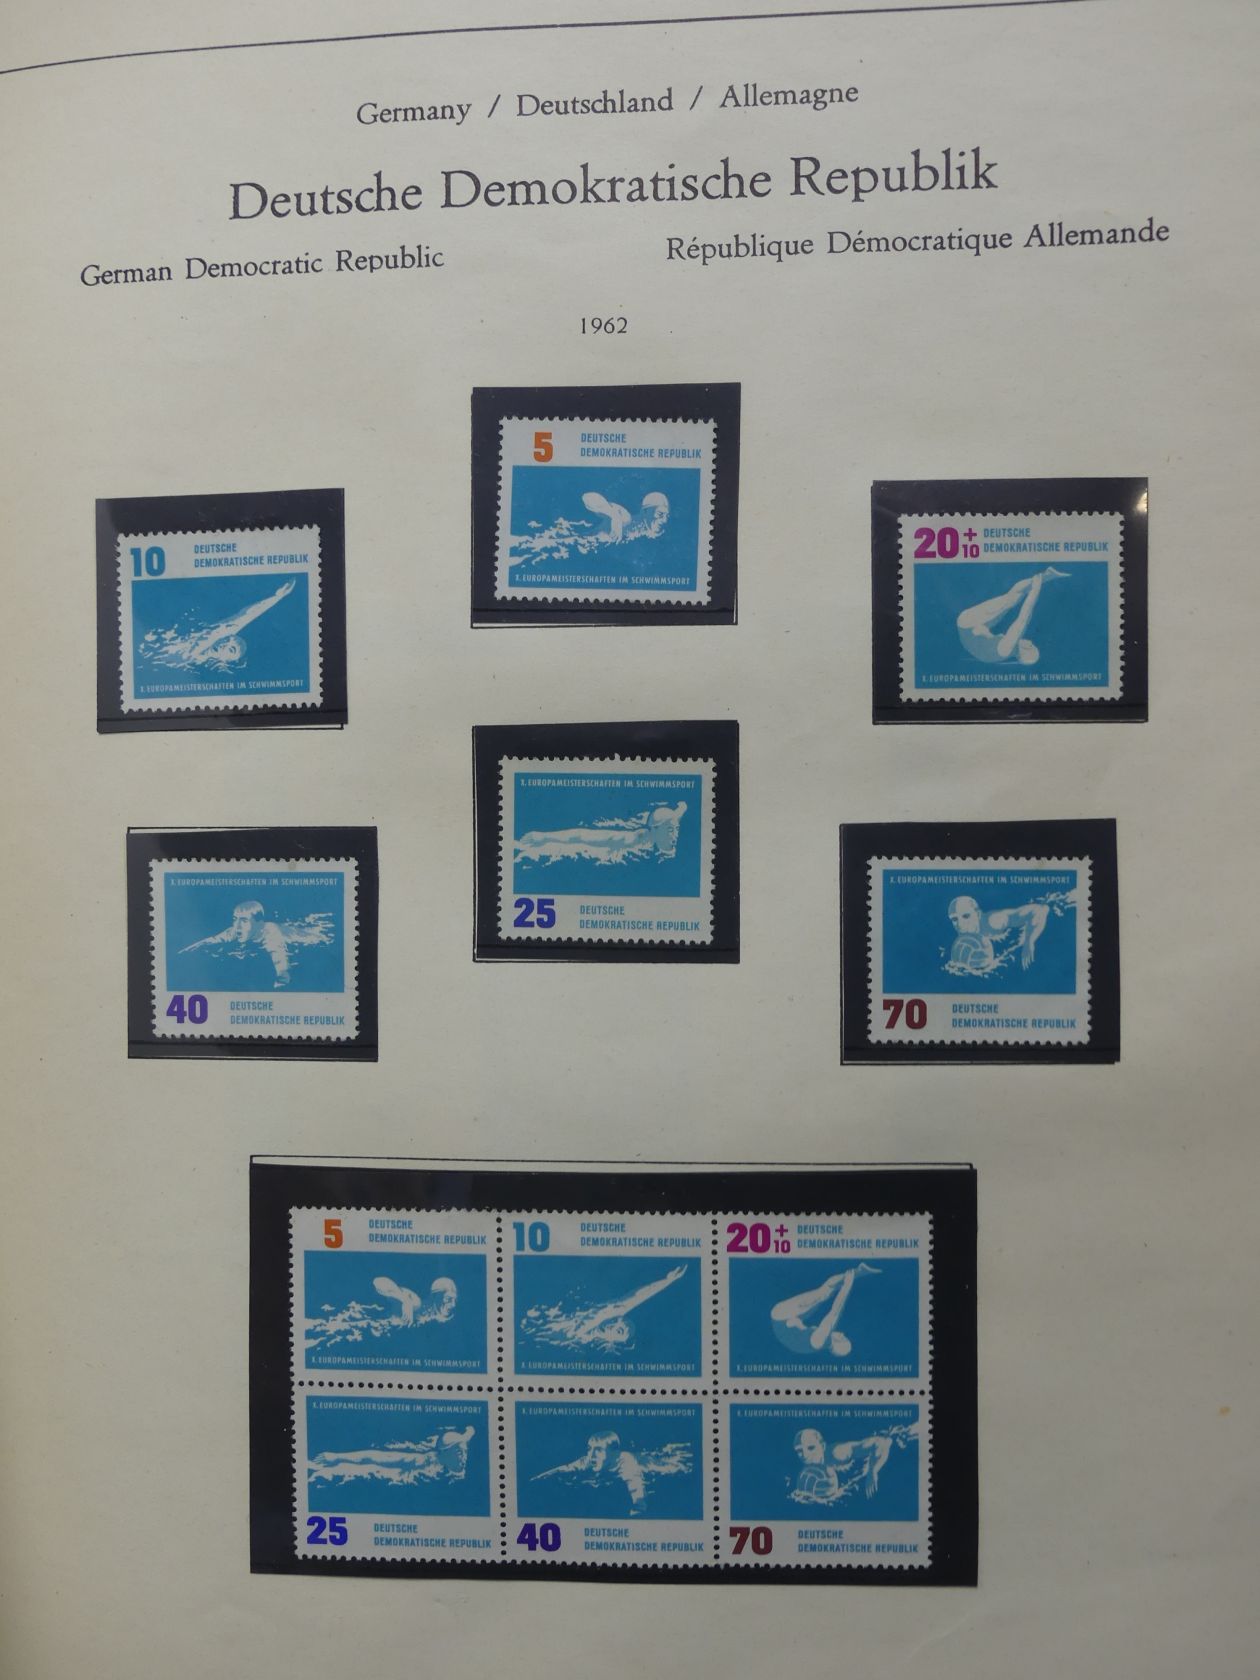 Germany / Deutschland / Allemagne
Deutsche Demokratische Republik
German Democratic Republic
République Démocratique Allemande
1962
5 DEUTSCHE
DEMOKRATISCHE REPUBLIK
X. EUROPAMEISTERSCHAFTEN IM SCHWIMMSPORT
10 DEUTSCHE
DEMOKRATISCHE REPUBLIK
X. EUROPAMEISTERSCHAFTEN IM SCHWIMMSPORT
20+10 DEUTSCHE
DEMOKRATISCHE REPUBLIK
X. EUROPAMEISTERSCHAFTEN IM SCHWIMMSPORT
X. EUROPAMEISTERSCHAFTEN IM SCHWIMMSPORT
25 DEUTSCHE
DEMOKRATISCHE REPUBLIK
X. EUROPAMEISTERSCHAFTEN IM SCHWIMMSPORT
40 DEUTSCHE
DEMOKRATISCHE REPUBLIK
X. EUROPAMEISTERSCHAFTEN IM SCHWIMMSPORT
70 DEUTSCHE
DEMOKRATISCHE REPUBLIK
5 DEUTSCHE
DEMOKRATISCHE REPUBLIK
X. EUROPAMEISTERSCHAFTEN IM SCHWIMMSPORT
10 DEUTSCHE
DEMOKRATISCHE REPUBLIK
X. EUROPAMEISTERSCHAFTEN IM SCHWIMMSPORT
20+10 DEUTSCHE
DEMOKRATISCHE REPUBLIK
X. EUROPAMEISTERSCHAFTEN IM SCHWIMMSPORT
X. EUROPAMEISTERSCHAFTEN IM SCHWIMMSPORT
25 DEUTSCHE
DEMOKRATISCHE REPUBLIK
X. EUROPAMEISTERSCHAFTEN IM SCHWIMMSPORT
40 DEUTSCHE
DEMOKRATISCHE REPUBLIK
X. EUROPAMEISTERSCHAFTEN IM SCHWIMMSPORT
70 DEUTSCHE
DEMOKRATISCHE REPUBLIK